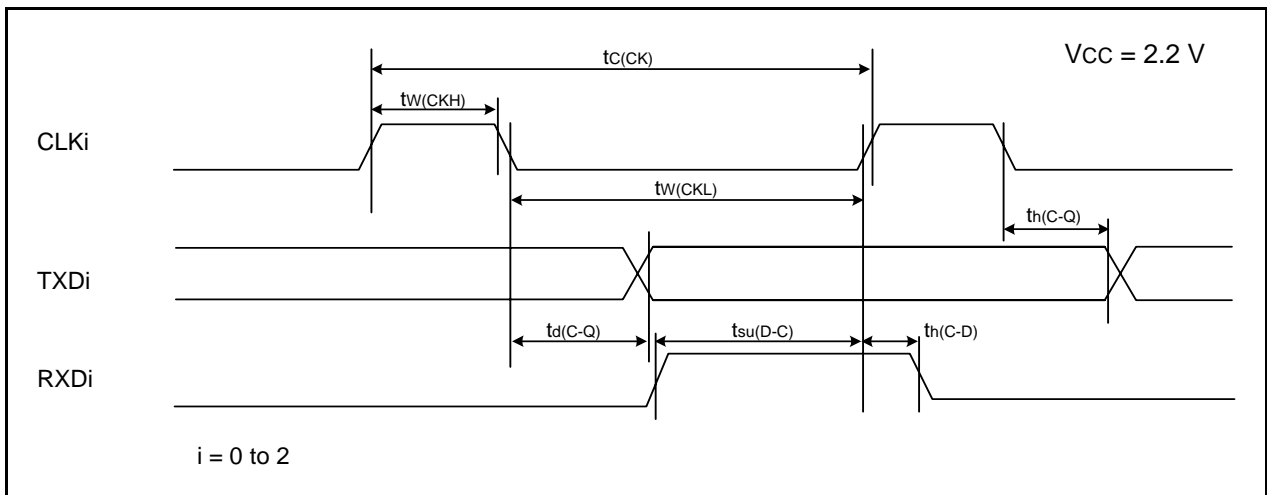 tC(CK)
VCC = 2.2 V
tW(CKH)
CLKi
tW(CKL)
th(C-Q)
TXDi
td(C-Q)
tsu(D-C)
th(C-D)
RXDi
i = 0 to 2